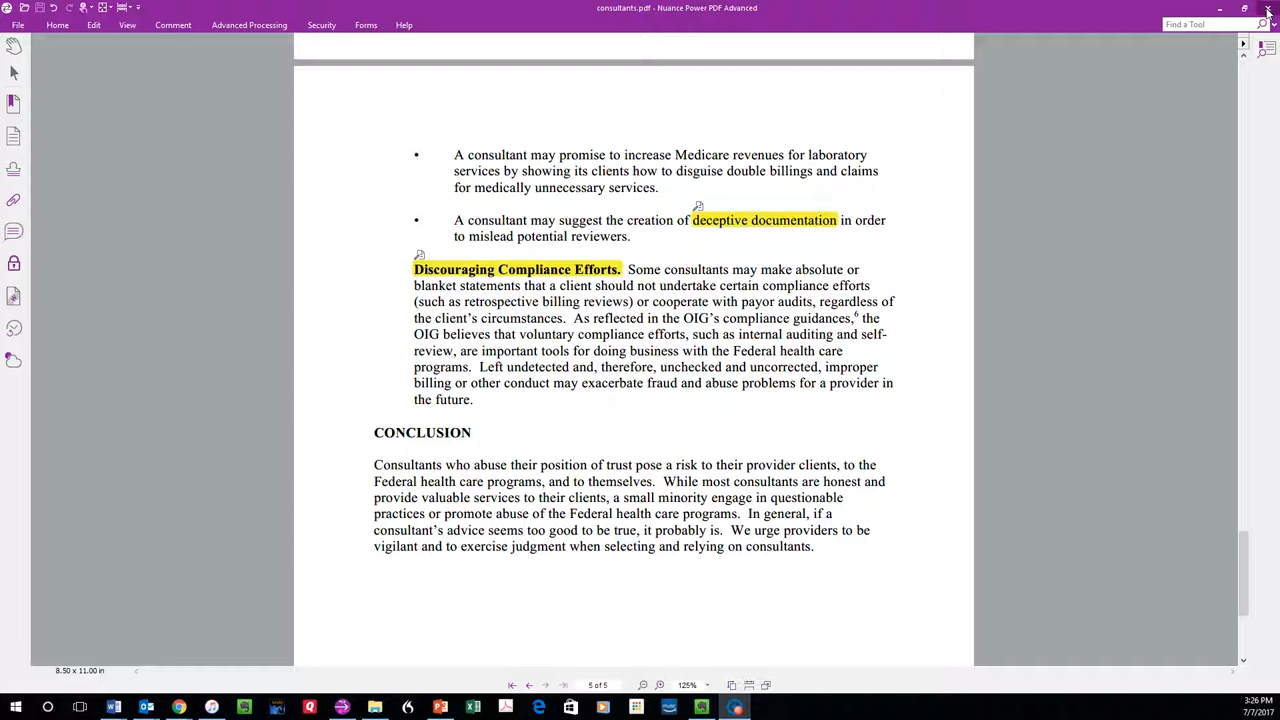 consultants.pdf - Nuance Power PDF Advanced
File Home Edit View Comment Advanced Processing Security Forms Help
Find a Tool
• A consultant may promise to increase Medicare revenues for laboratory
services by showing its clients how to disguise double billings and claims
for medically unnecessary services.
• A consultant may suggest the creation of deceptive documentation in order
to mislead potential reviewers.
Discouraging Compliance Efforts. Some consultants may make absolute or
blanket statements that a client should not undertake certain compliance efforts
(such as retrospective billing reviews) or cooperate with payor audits, regardless of
the client's circumstances. As reflected in the OIG's compliance guidances,6 the
OIG believes that voluntary compliance efforts, such as internal auditing and self-
review, are important tools for doing business with the Federal health care
programs. Left undetected and, therefore, unchecked and uncorrected, improper
billing or other conduct may exacerbate fraud and abuse problems for a provider in
the future.
CONCLUSION
Consultants who abuse their position of trust pose a risk to their provider clients, to the
Federal health care programs, and to themselves. While most consultants are honest and
provide valuable services to their clients, a small minority engage in questionable
practices or promote abuse of the Federal health care programs. In general, if a
consultant's advice seems too good to be true, it probably is. We urge providers to be
vigilant and to exercise judgment when selecting and relying on consultants.
8.50 x 11.00 in
5 of 5
125%
3:26 PM
7/7/2017